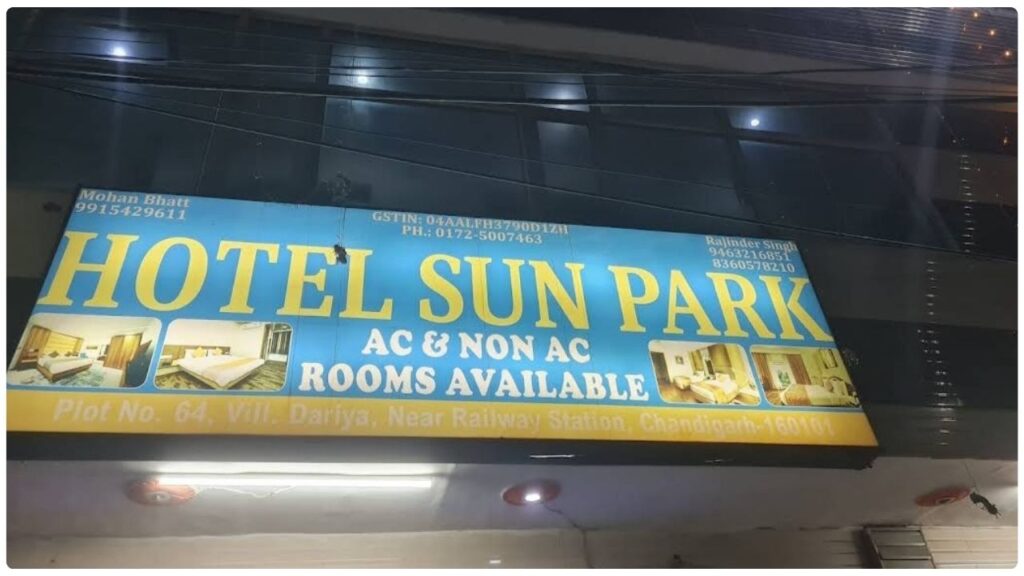 Mohan Bhatt
9915429611
GSTIN: 04AALFH3790D1ZH
PH.: 0172-5007463
Rajinder Singh
9463216851
8360578210
HOTEL SUN PARK
AC & NON AC
ROOMS AVAILABLE
Plot No. 64, Vill. Dariya, Near Railway Station, Chandigarh-160101